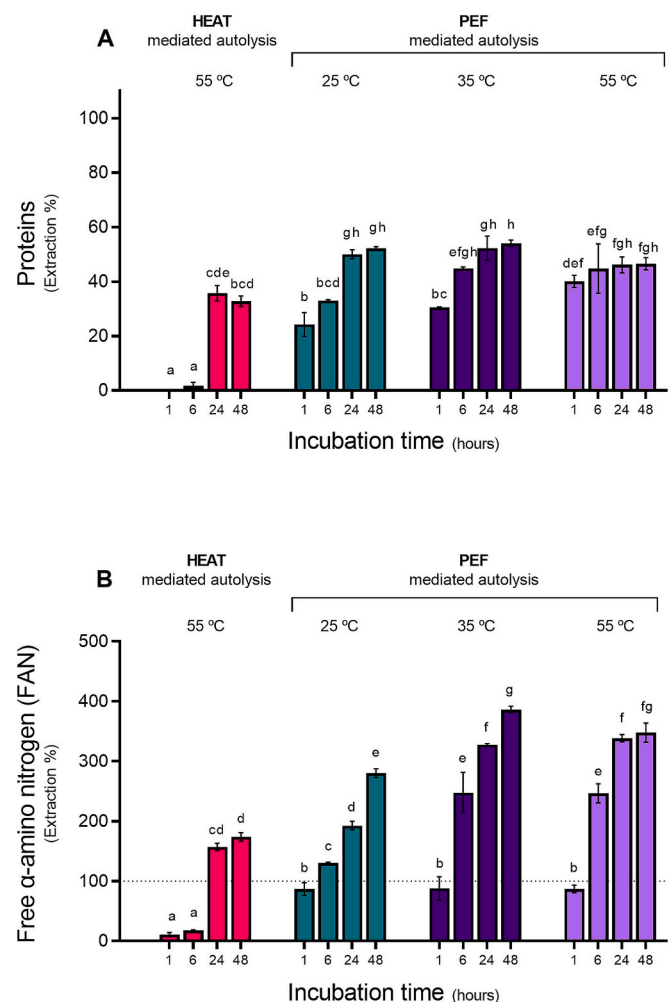 A
HEAT
mediated autolysis
PEF
mediated autolysis
55 ºC
25 ºC
35 ºC
55 ºC
Proteins
(Extraction %)
100
80
60
40
20
0
a
a
cde
bcd
b
bcd
gh
gh
bc
efgh
gh
h
def
efg
fgh
fgh
1 6 24 48
1 6 24 48
1 6 24 48
1 6 24 48
Incubation time (hours)
B
HEAT
mediated autolysis
PEF
mediated autolysis
55 ºC
25 ºC
35 ºC
55 ºC
Free α-amino nitrogen (FAN)
(Extraction %)
500
400
300
200
100
0
a
a
cd
d
b
c
d
e
b
e
f
g
b
e
f
fg
1 6 24 48
1 6 24 48
1 6 24 48
1 6 24 48
Incubation time (hours)